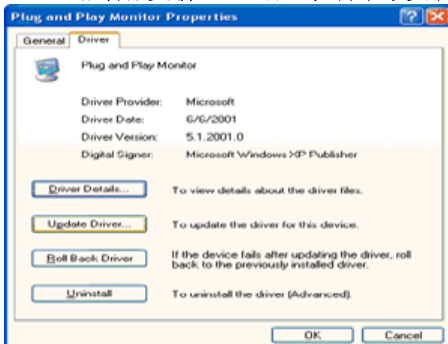 Plug and Play Monitor Properties
General Driver
Plug and Play Monitor
Driver Provider: Microsoft
Driver Date: 6/6/2001
Driver Version: 5.1.2001.0
Digital Signer: Microsoft Windows XP Publisher
Driver Details... To view details about the driver files.
Update Driver... To update the driver for this device.
Roll Back Driver If the device fails after updating the driver, roll
back to the previously installed driver.
Uninstall To uninstall the driver (Advanced).
OK Cancel